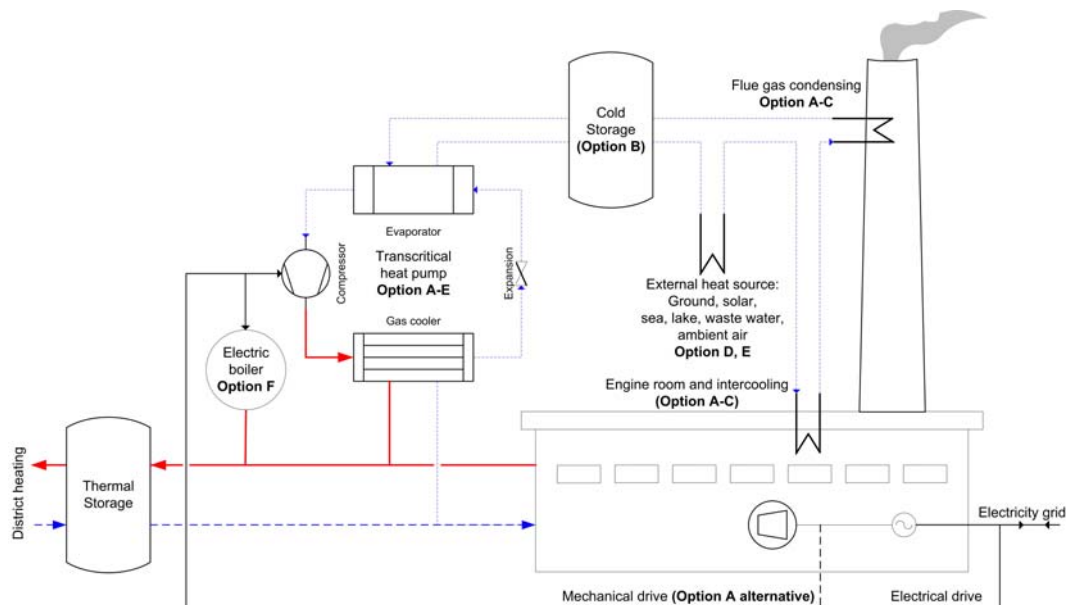 Flue gas condensing
Option A-C
Cold
Storage
(Option B)
Evaporator
Compressor
Transcritical
heat pump
Option A-E
Expansion
Gas cooler
External heat source:
Ground, solar,
sea, lake, waste water,
ambient air
Option D, E
Electric
boiler
Option F
Engine room and intercooling
(Option A-C)
District heating
Thermal
Storage
Electricity grid
Mechanical drive (Option A alternative)
Electrical drive